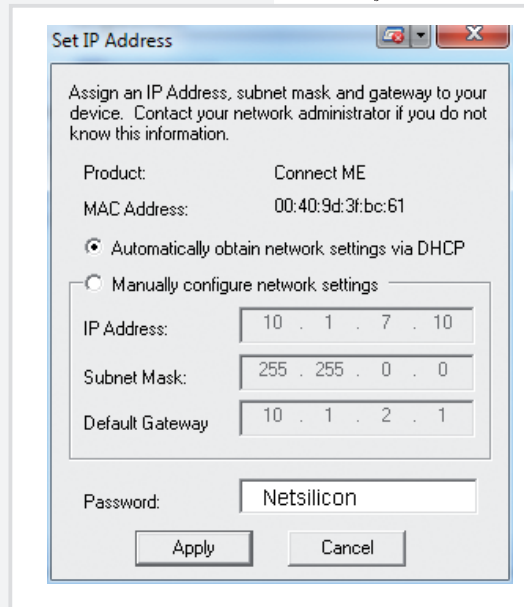 Set IP Address
Assign an IP Address, subnet mask and gateway to your
device. Contact your network administrator if you do not
know this information.
Product: Connect ME
MAC Address: 00:40:9d:3f:bc:61
Automatically obtain network settings via DHCP
Manually configure network settings
IP Address: 10 . 1 . 7 . 10
Subnet Mask: 255 . 255 . 0 . 0
Default Gateway 10 . 1 . 2 . 1
Password: Netsilicon
Apply Cancel